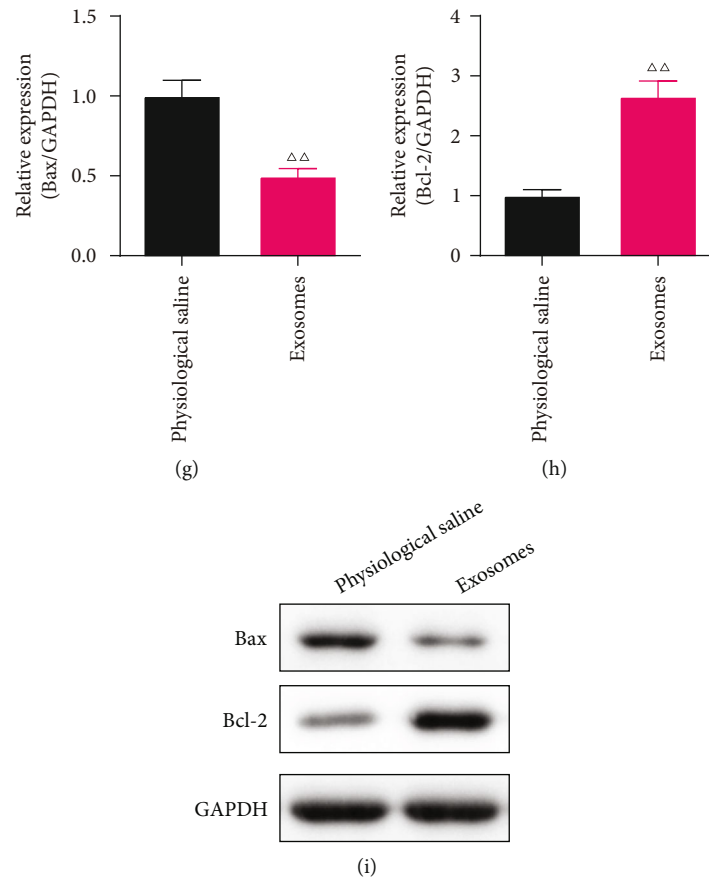 Relative expression
(Bax/GAPDH)
1.5
1.0
0.5
0.0
△△
Physiological saline
Exosomes
(g)
Relative expression
(Bcl-2/GAPDH)
4
3
2
1
0
△△
Physiological saline
Exosomes
(h)
Physiological saline
Exosomes
Bax
Bcl-2
GAPDH
(i)